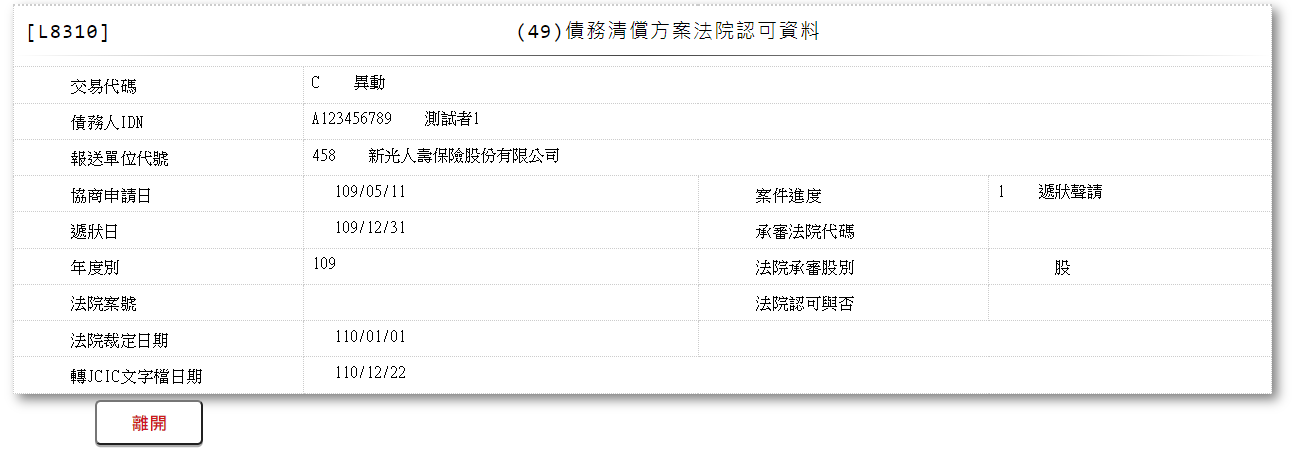 [L8310] (49)債務清償方案法院認可資料
交易代碼 C 異動
債務人IDN A123456789 測試者1
報送單位代號 458 新光人壽保險股份有限公司
協商申請日 109/05/11 案件進度 1 遞狀聲請
遞狀日 109/12/31 承審法院代碼
年度別 109 法院承審股別 股
法院案號 法院認可與否
法院裁定日期 110/01/01
轉JCIC文字檔日期 110/12/22
離開